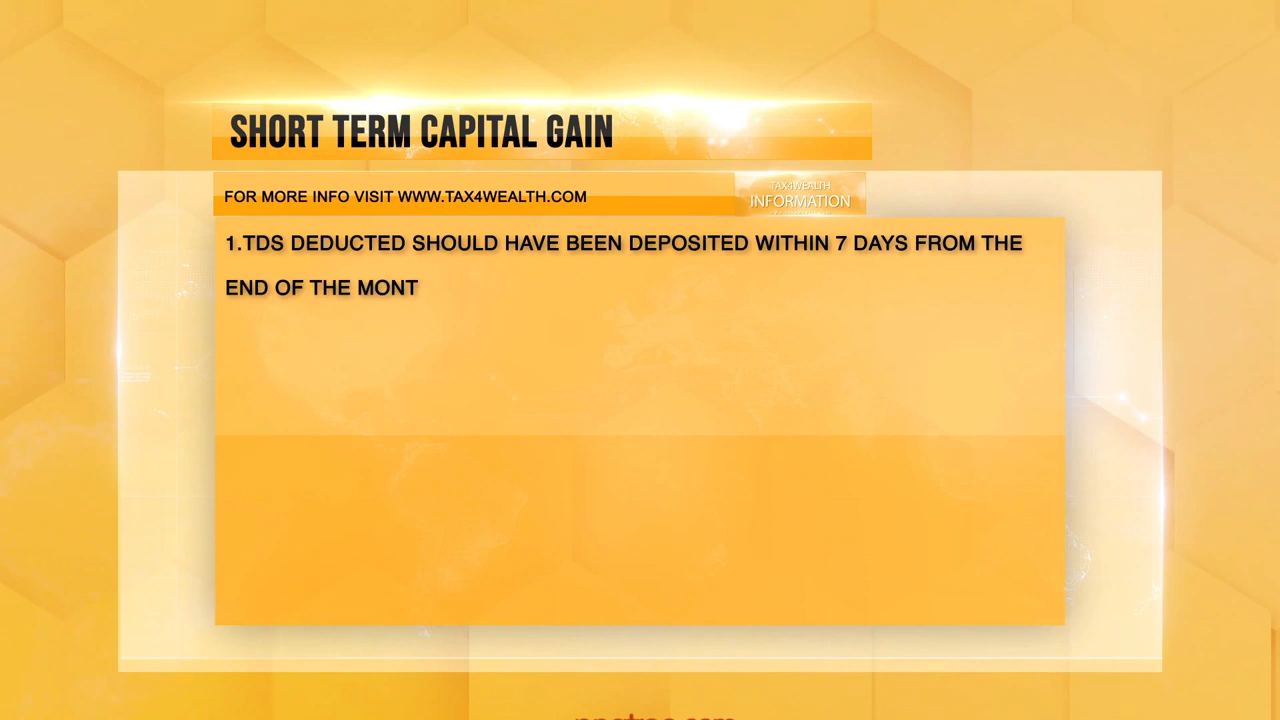 SHORT TERM CAPITAL GAIN
FOR MORE INFO VISIT WWW.TAX4WEALTH.COM
TAX4WEALTH
INFORMATION
1.TDS DEDUCTED SHOULD HAVE BEEN DEPOSITED WITHIN 7 DAYS FROM THE
END OF THE MONT